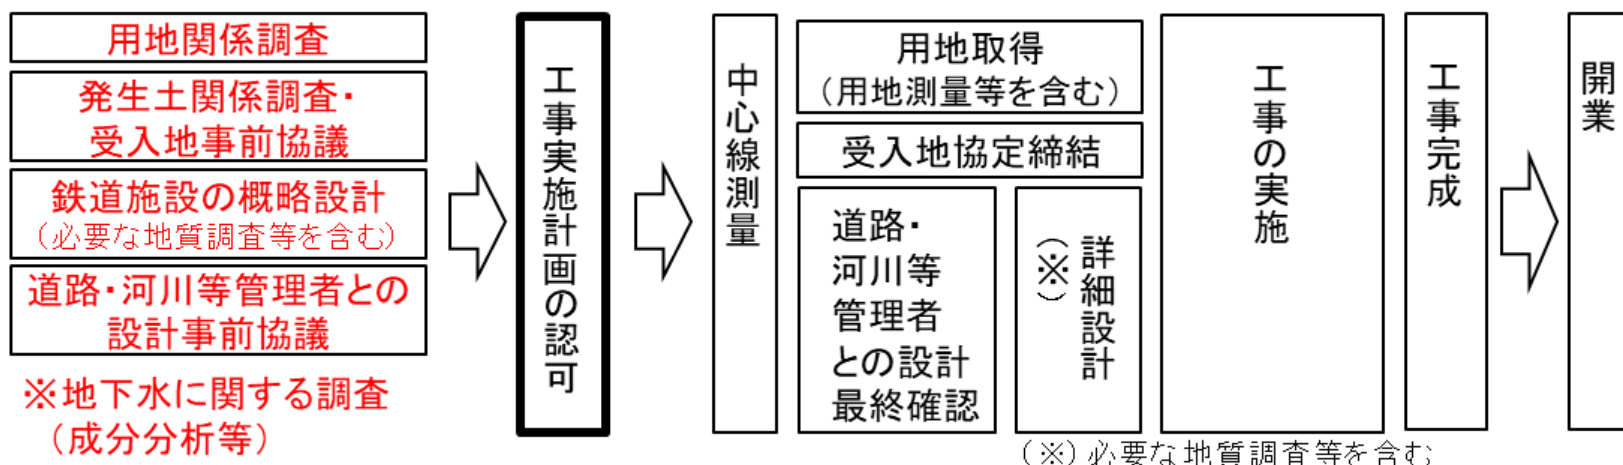 用地関係調査
発生土関係調査・
受入地事前協議
鉄道施設の概略設計
(必要な地質調査等を含む)
道路・河川等管理者との
設計事前協議
※地下水に関する調査
(成分分析等)
工事実施計画の認可
中心線測量
用地取得
(用地測量等を含む)
受入地協定締結
道路・
河川等
管理者
との設計
最終確認
詳細設計
(※)
工事の実施
工事完成
開業
(※)必要な地質調査等を含む